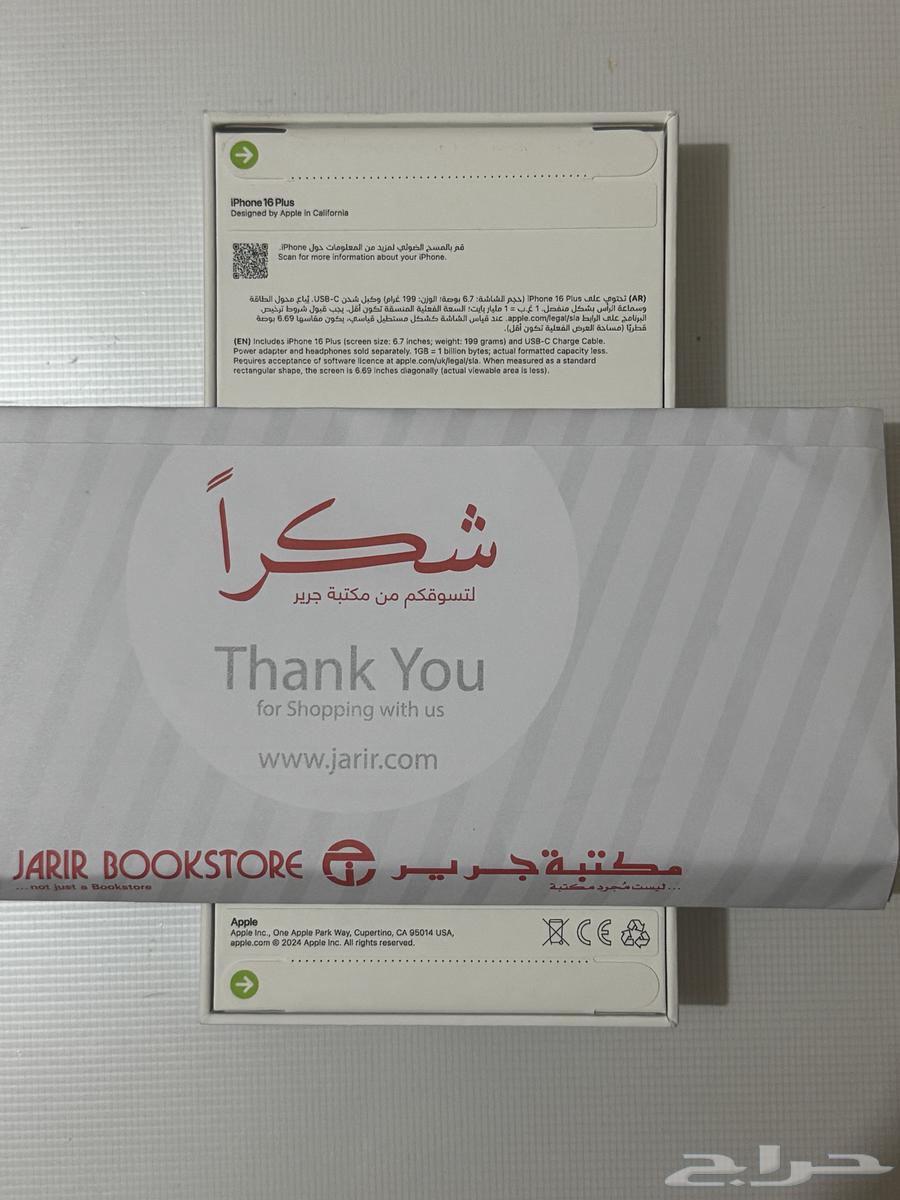 iPhone 16 Plus
Designed by Apple in California
قم بالمسح الضوئي لمزيد من المعلومات حول iPhone.
Scan for more information about your iPhone.
(AR) تحتوي على iPhone 16 Plus (حجم الشاشة: 6.7 بوصة؛ الوزن: 199 غرام) وكبل شحن USB-C. يُباع محول الطاقة
وسماعة الرأس بشكل منفصل. 1 غ.ب = 1 مليار بايت؛ السعة الفعلية المنسقة تكون أقل. يجب قبول شروط ترخيص
البرنامج على الرابط apple.com/legal/sla. عند قياس الشاشة كشكل مستطيل قياسي، يكون مقاسها 6.69 بوصة
قطريًا (مساحة العرض الفعلية تكون أقل).
(EN) Includes iPhone 16 Plus (screen size: 6.7 inches; weight: 199 grams) and USB-C Charge Cable.
Power adapter and headphones sold separately. 1GB = 1 billion bytes; actual formatted capacity less.
Requires acceptance of software licence at apple.com/uk/legal/sla. When measured as a standard
rectangular shape, the screen is 6.69 inches diagonally (actual viewable area is less).
شكراً
لتسوقكم من مكتبة جرير
Thank You
for Shopping with us
www.jarir.com
JARIR BOOKSTORE مكتبة جرير
...not just a Bookstore ...ليست مُجرد مكتبة
Apple
Apple Inc., One Apple Park Way, Cupertino, CA 95014 USA,
apple.com © 2024 Apple Inc. All rights reserved.
CE
حراج